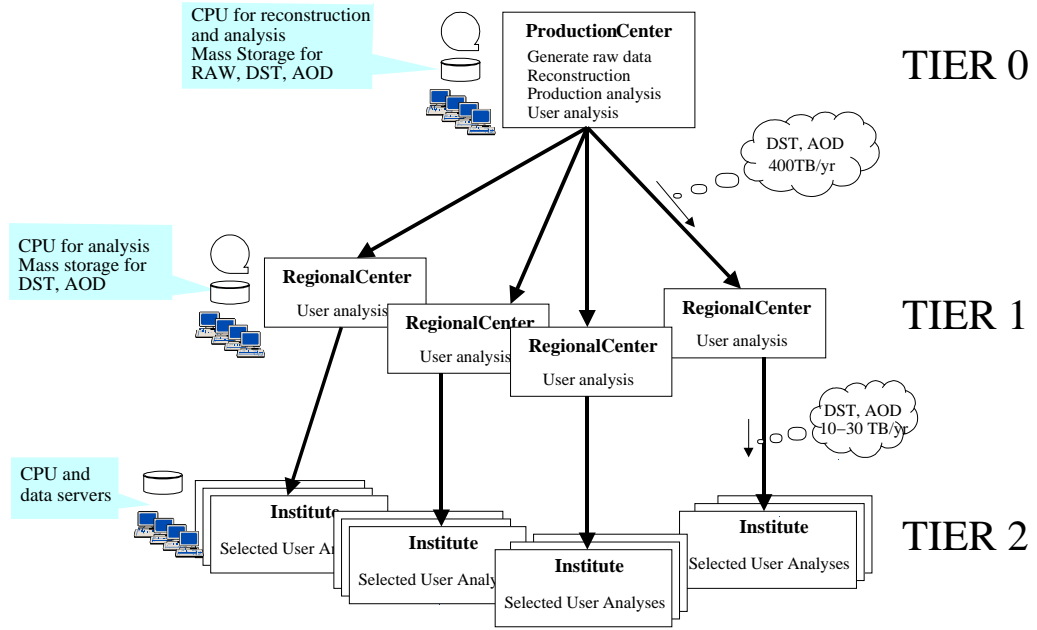 CPU for reconstruction
and analysis
Mass Storage for
RAW, DST, AOD
ProductionCenter
Generate raw data
Reconstruction
Production analysis
User analysis
TIER 0
DST, AOD
400TB/yr
CPU for analysis
Mass storage for
DST, AOD
RegionalCenter
User analysis
RegionalCenter
User analysis
RegionalCenter
User analysis
RegionalCenter
User analysis
TIER 1
DST, AOD
10−30 TB/yr
CPU and
data servers
Institute
Selected User An
Institute
Selected User Analy
Institute
Selected User Analyses
Institute
Selected User Analyses
TIER 2